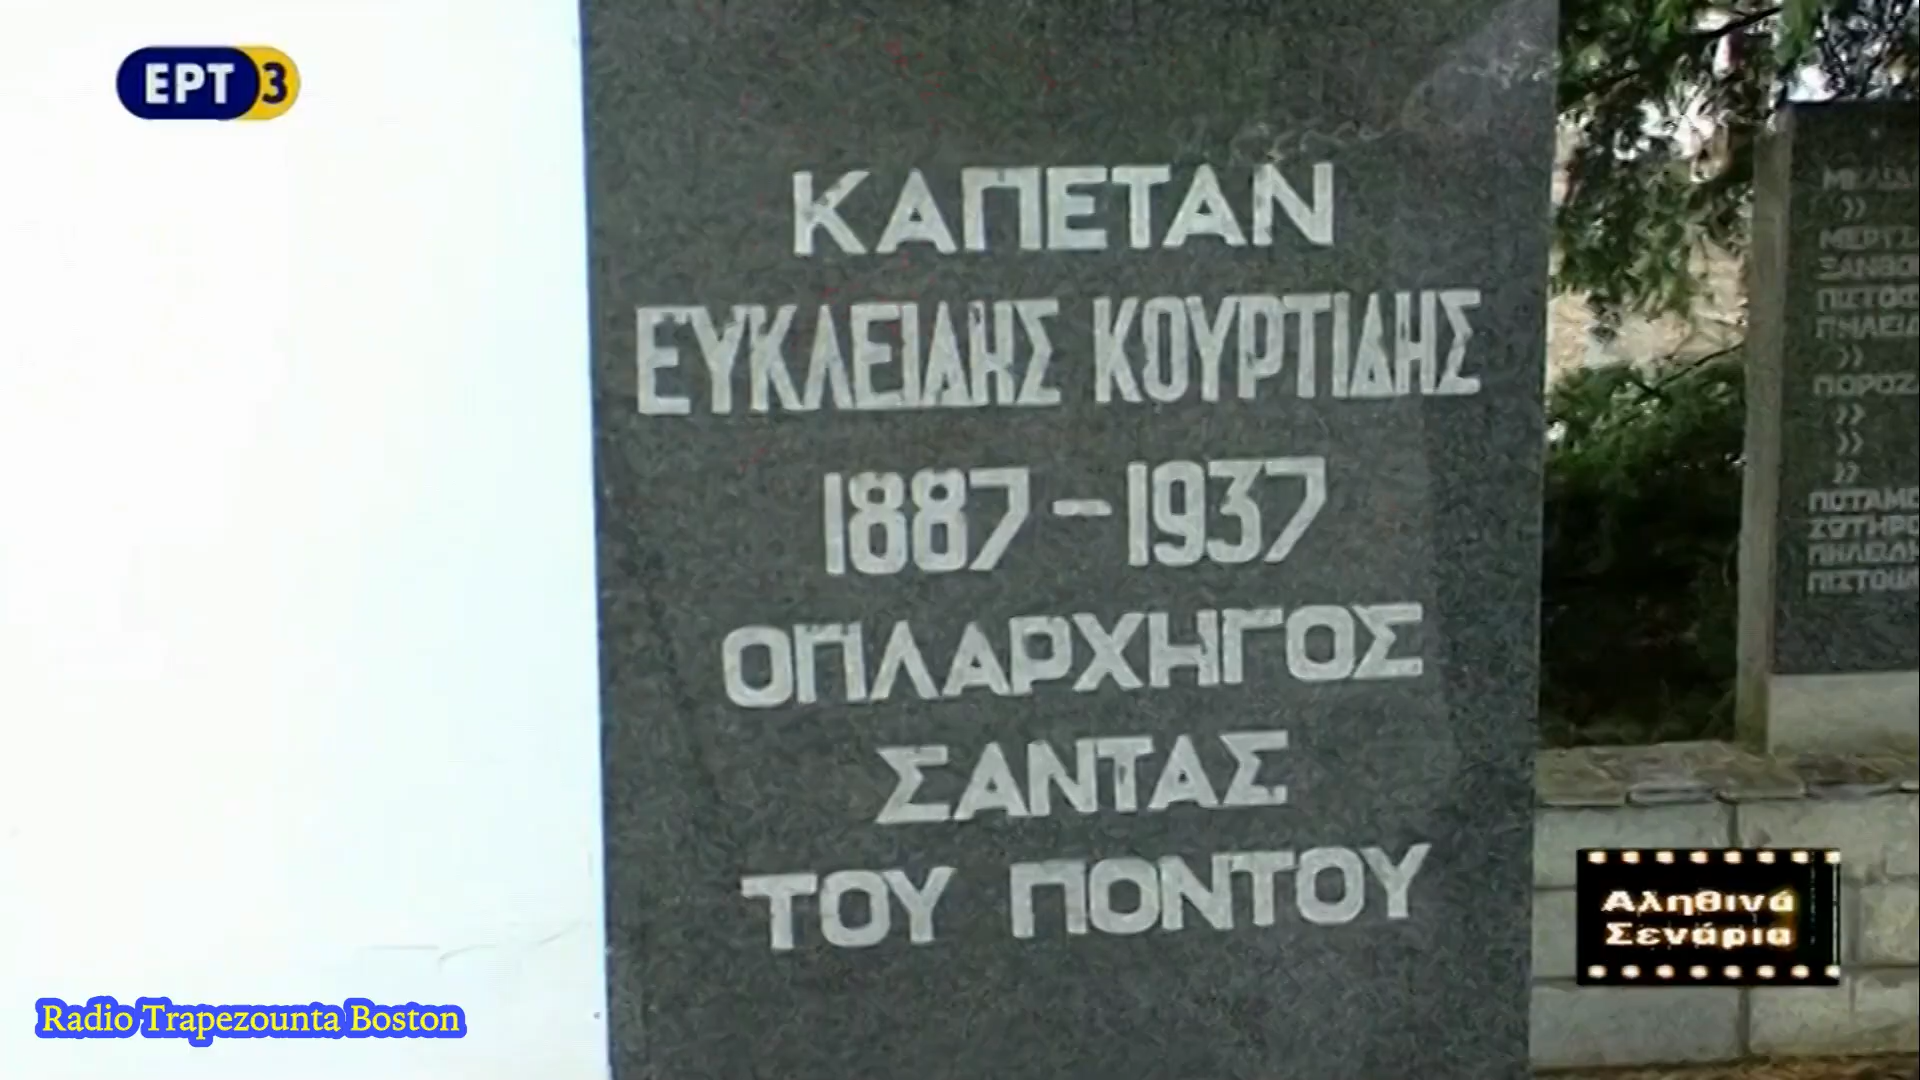 ΕΡΤ3
ΚΑΠΕΤΑΝ
ΕΥΚΛΕΙΔΗΣ ΚΟΥΡΤΙΔΗΣ
1887-1937
ΟΠΛΑΡΧΗΓΟΣ
ΣΑΝΤΑΣ
ΤΟΥ ΠΟΝΤΟΥ
Αληθινά
Σενάρια
Radio Trapezounta Boston